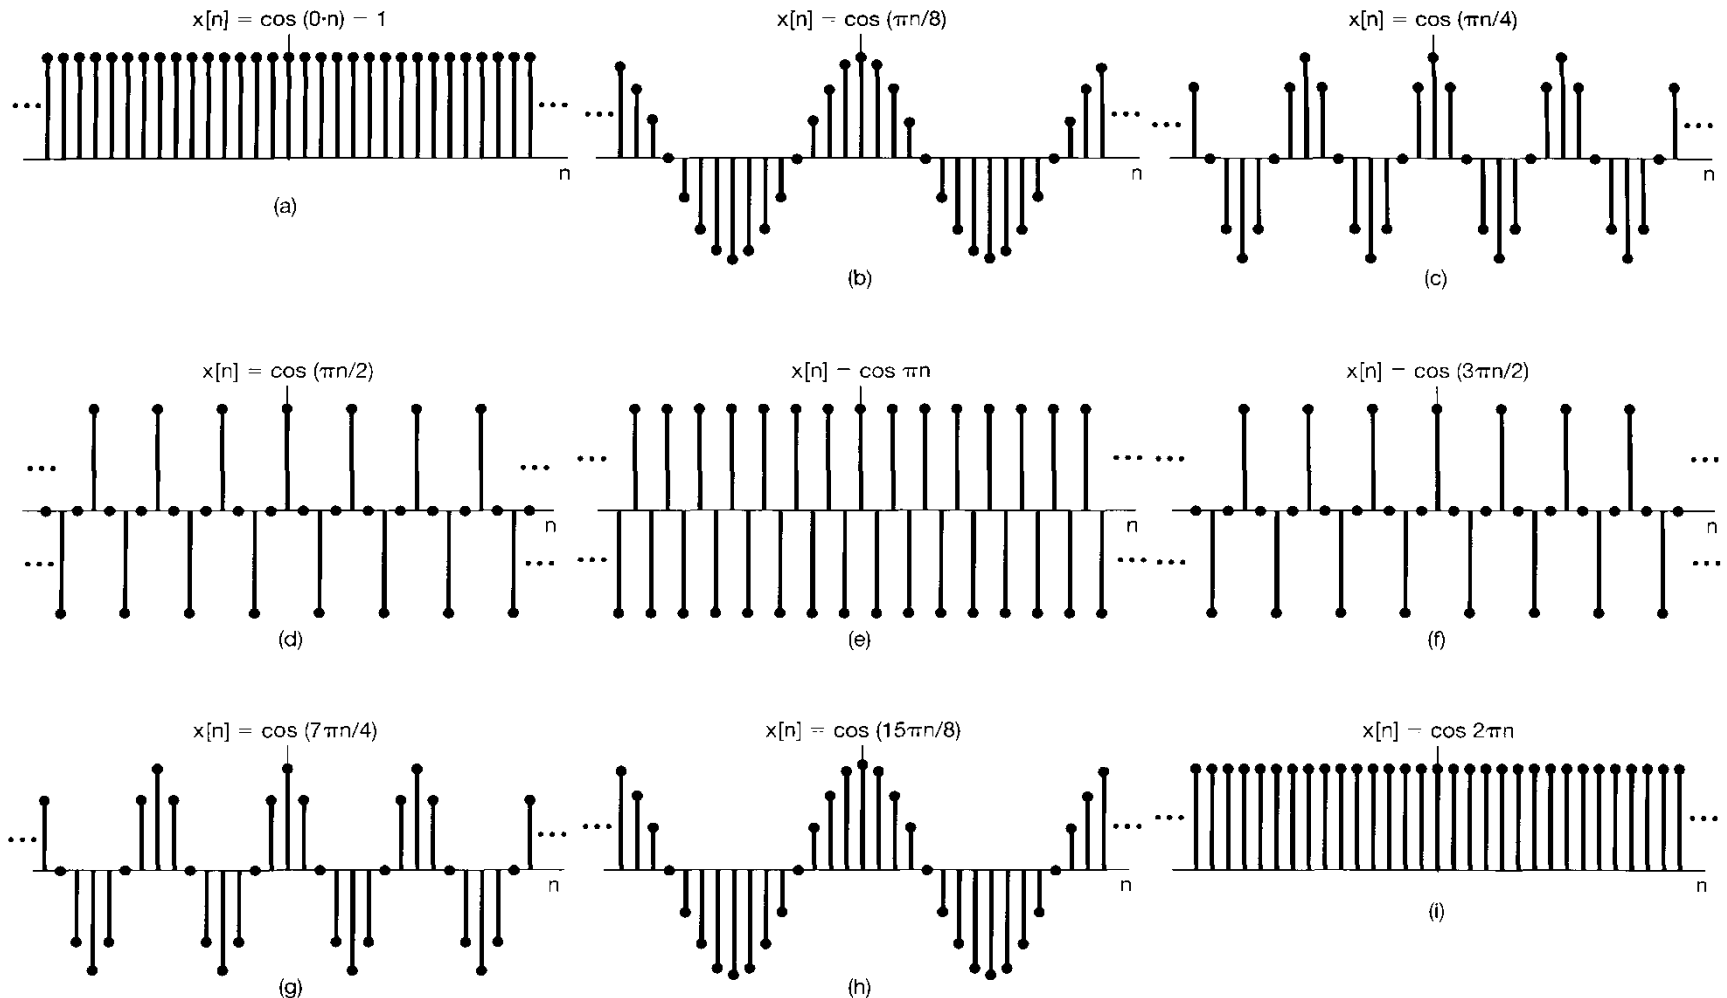 x[n] = cos (0·n) − 1
x[n] − cos (πn/8)
x[n] = cos (πn/4)
... ... ... ... ... ...
n n n
(a)
(b)
(c)
x[n] = cos (πn/2)
x[n] − cos πn
x[n] − cos (3πn/2)
... ... ... ... ... ...
n n n
... ... ... ... ... ...
(d)
(e)
(f)
x[n] = cos (7πn/4)
x[n] = cos (15πn/8)
x[n] − cos 2πn
... ... ... ... ... ...
n n n
(g)
(h)
(i)